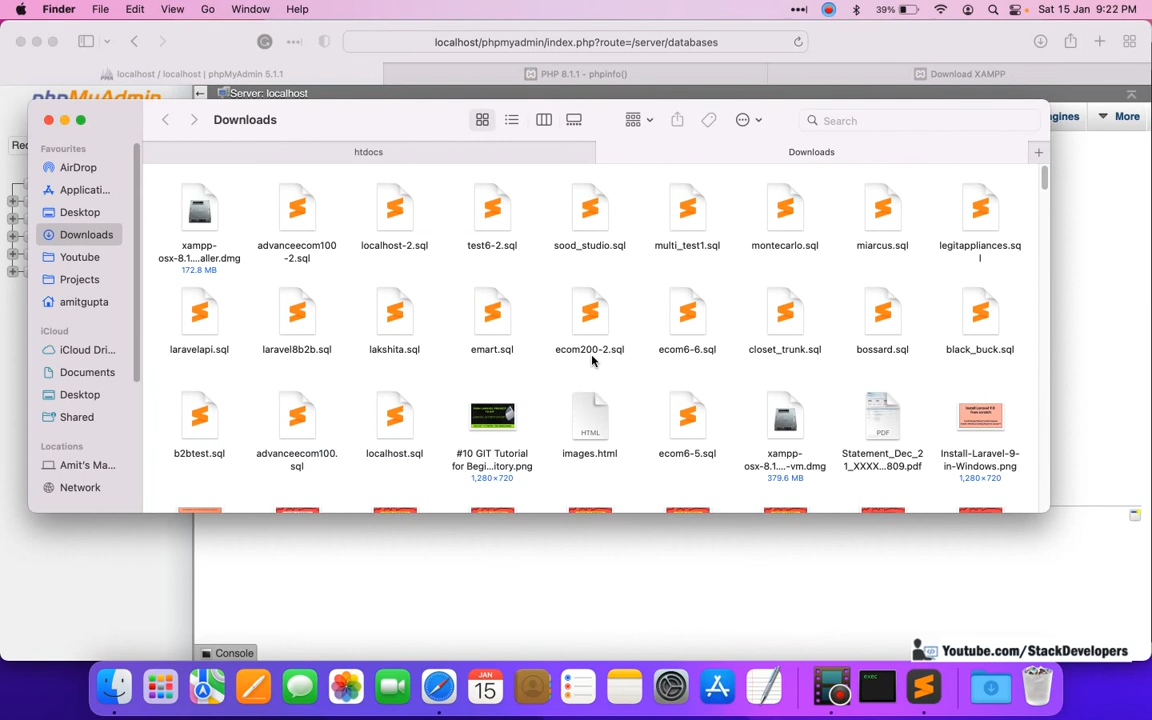 Finder File Edit View Go Window Help 39% Sat 15 Jan 9:22 PM
localhost/phpmyadmin/index.php?route=/server/databases
localhost / localhost | phpMyAdmin 5.1.1 PHP 8.1.1 - phpinfo() Download XAMPP
phpMyAdmin Server: localhost
Rec
ngines More
Downloads Search
htdocs Downloads
Favourites
AirDrop
Applicati...
Desktop
Downloads
Youtube
Projects
amitgupta
iCloud
iCloud Dri...
Documents
Desktop
Shared
Locations
Amit's Ma...
Network
xampp-
osx-8.1....aller.dmg
172.8 MB
advanceecom100
-2.sql
localhost-2.sql
test6-2.sql
sood_studio.sql
multi_test1.sql
montecarlo.sql
miarcus.sql
legitappliances.sq
l
laravelapi.sql
laravel8b2b.sql
lakshita.sql
emart.sql
ecom200-2.sql
ecom6-6.sql
closet_trunk.sql
bossard.sql
black_buck.sql
b2btest.sql
advanceecom100.
sql
localhost.sql
#10 GIT Tutorial
for Begi...itory.png
1,280×720
HTML
images.html
ecom6-5.sql
xampp-
osx-8.1....-vm.dmg
379.6 MB
PDF
Statement_Dec_2
1_XXXX...809.pdf
Install-Laravel-9-
in-Windows.png
1,280×720
Console
Youtube.com/StackDevelopers
JAN
15
exec